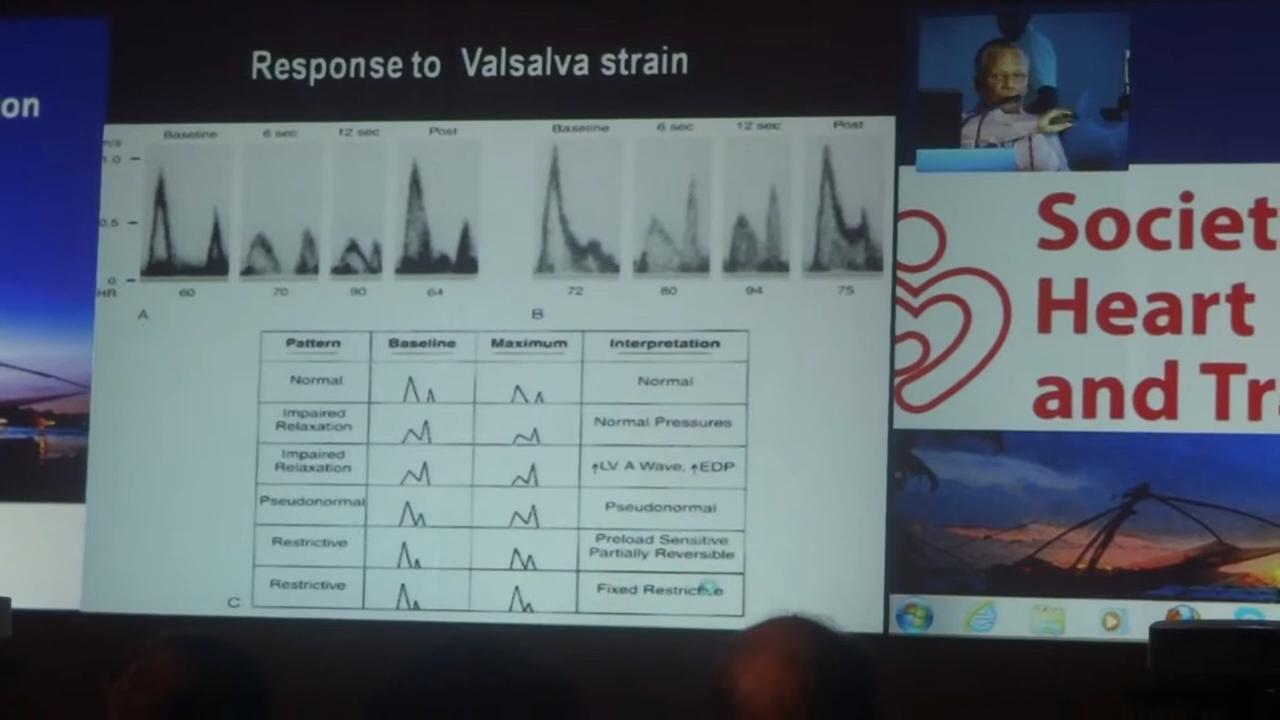 on
Response to Valsalva strain
Baseline 6 sec 12 sec Post Baseline 6 sec 12 sec Post
1.0
0.5
0
HR 60 70 90 64 72 80 94 75
A B
Pattern Baseline Maximum Interpretation
Normal Normal
Impaired
Relaxation Normal Pressures
Impaired
Relaxation ↑LV A Wave, ↑EDP
Pseudonormal Pseudonormal
Restrictive Preload Sensitive
Partially Reversible
Restrictive Fixed Restrictive
C
Societ
Heart
and Tr